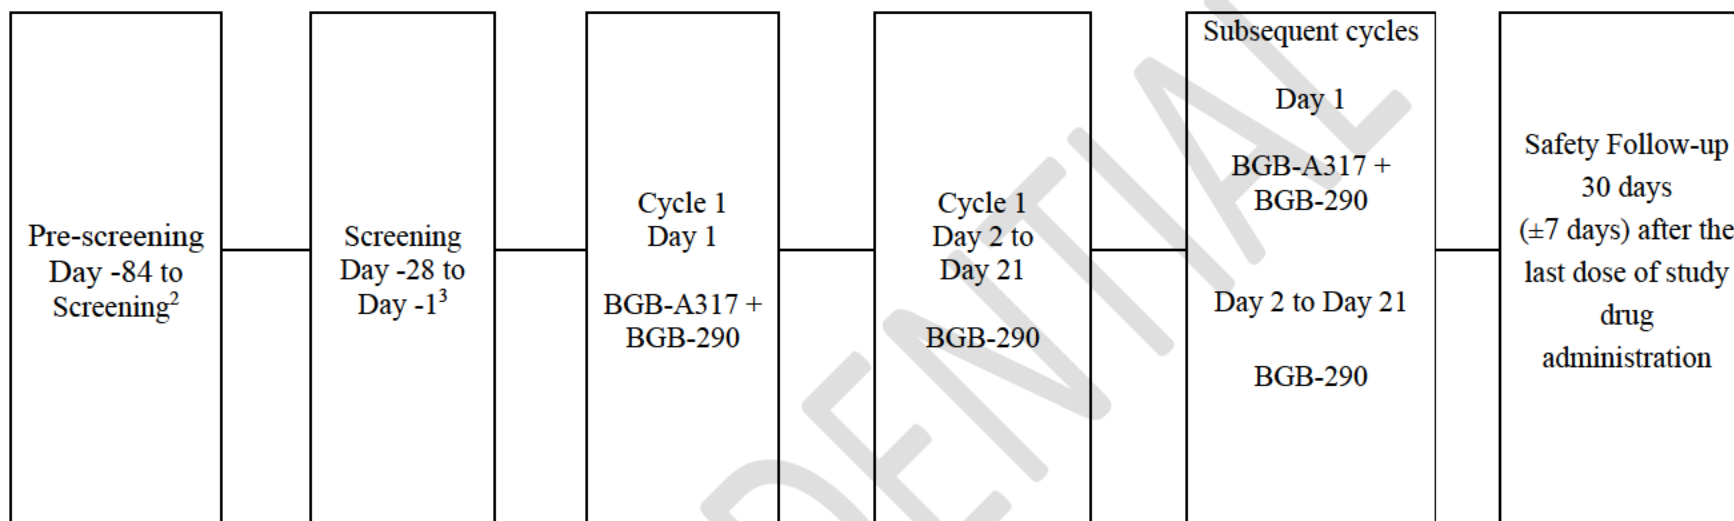 Pre-screening
Day -84 to
Screening²
Screening
Day -28 to
Day -1³
Cycle 1
Day 1
BGB-A317 +
BGB-290
Cycle 1
Day 2 to
Day 21
BGB-290
Subsequent cycles
Day 1
BGB-A317 +
BGB-290
Day 2 to Day 21
BGB-290
Safety Follow-up
30 days
(±7 days) after the
last dose of study
drug
administration
DENTIAL